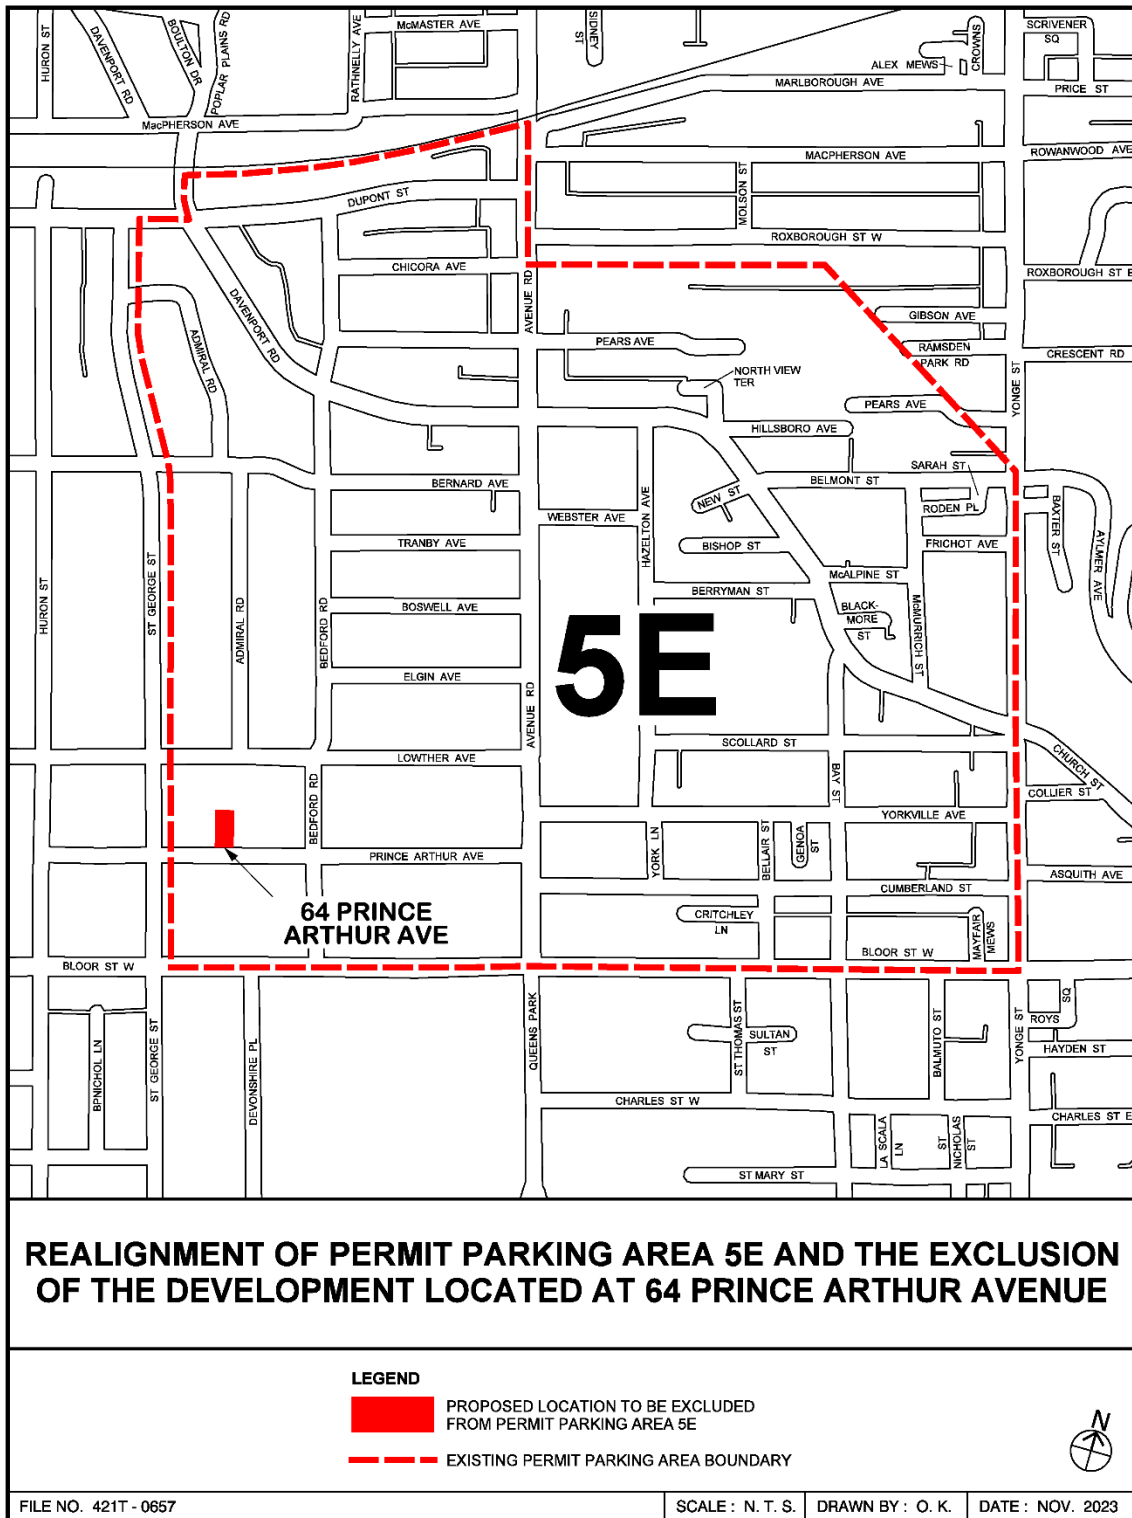 McMASTER AVE
SIDNEY
ST
CROWNS
SCRIVENER
SQ
HURON ST
DAVENPORT RD
BOULTON DR
POPLAR PLAINS RD
RATHNELLY AVE
ALEX MEWS
MARLBOROUGH AVE
PRICE ST
MacPHERSON AVE
MACPHERSON AVE
ROWANWOOD AVE
DUPONT ST
MOLSON ST
ROXBOROUGH ST W
CHICORA AVE
ROXBOROUGH ST E
AVENUE RD
DAVENPORT RD
ADMIRAL RD
GIBSON AVE
PEARS AVE
RAMSDEN
PARK RD
CRESCENT RD
NORTH VIEW
TER
YONGE ST
PEARS AVE
HILLSBORO AVE
SARAH ST
BERNARD AVE
BELMONT ST
NEW ST
RODEN PL
BAXTER ST
WEBSTER AVE
HAZELTON AVE
TRANBY AVE
BISHOP ST
FRICHOT AVE
AYLMER AVE
McALPINE ST
BERRYMAN ST
HURON ST
ST GEORGE ST
ADMIRAL RD
BEDFORD RD
BOSWELL AVE
BLACK-
MORE
ST
McMURRICH ST
5E
ELGIN AVE
AVENUE RD
LOWTHER AVE
SCOLLARD ST
BAY ST
CHURCH ST
COLLIER ST
BEDFORD RD
YORKVILLE AVE
YORK LN
BELLAIR ST
GENOA
ST
PRINCE ARTHUR AVE
ASQUITH AVE
CUMBERLAND ST
64 PRINCE
ARTHUR AVE
CRITCHLEY
LN
MAYFAIR
MEWS
BLOOR ST W
BLOOR ST W
QUEENS PARK
ST THOMAS ST
SULTAN
ST
BALMUTO ST
YONGE ST
ROYS
SQ
HAYDEN ST
BPNICHOL LN
ST GEORGE ST
DEVONSHIRE PL
CHARLES ST W
CHARLES ST E
LA SCALA
LN
ST
NICHOLAS
ST
ST MARY ST
REALIGNMENT OF PERMIT PARKING AREA 5E AND THE EXCLUSION
OF THE DEVELOPMENT LOCATED AT 64 PRINCE ARTHUR AVENUE
LEGEND
PROPOSED LOCATION TO BE EXCLUDED
FROM PERMIT PARKING AREA 5E
EXISTING PERMIT PARKING AREA BOUNDARY
N
FILE NO. 421T - 0657
SCALE : N. T. S.
DRAWN BY : O. K.
DATE : NOV. 2023